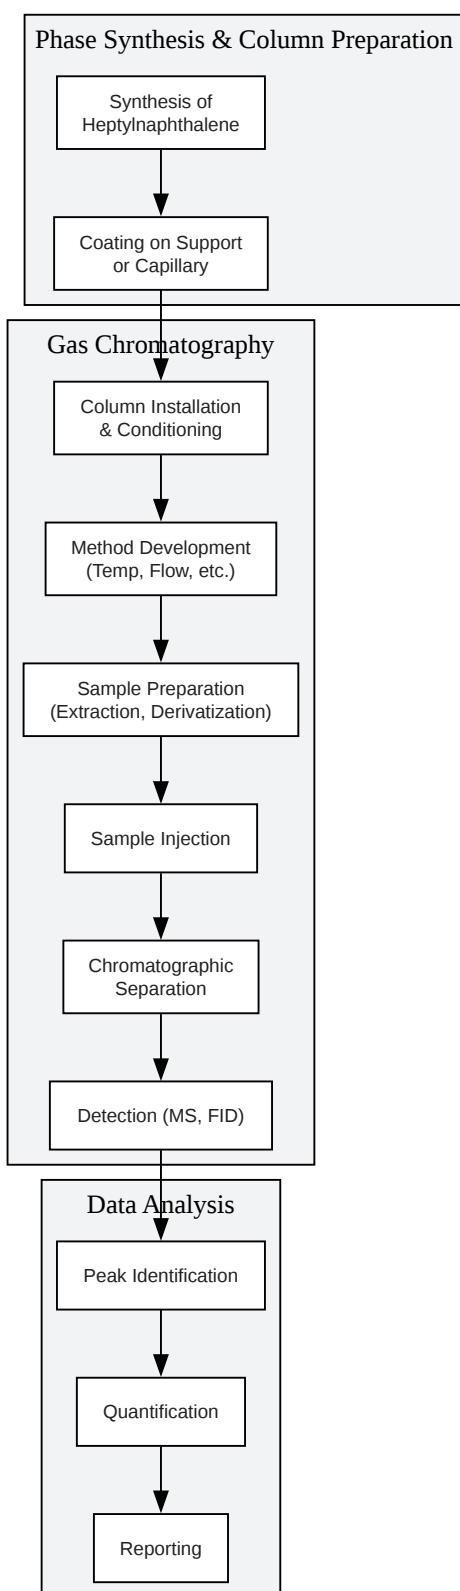 Phase Synthesis & Column Preparation
Synthesis of
Heptylnaphthalene
Coating on Support
or Capillary
Gas Chromatography
Column Installation
& Conditioning
Method Development
(Temp, Flow, etc.)
Sample Preparation
(Extraction, Derivatization)
Sample Injection
Chromatographic
Separation
Detection (MS, FID)
Data Analysis
Peak Identification
Quantification
Reporting